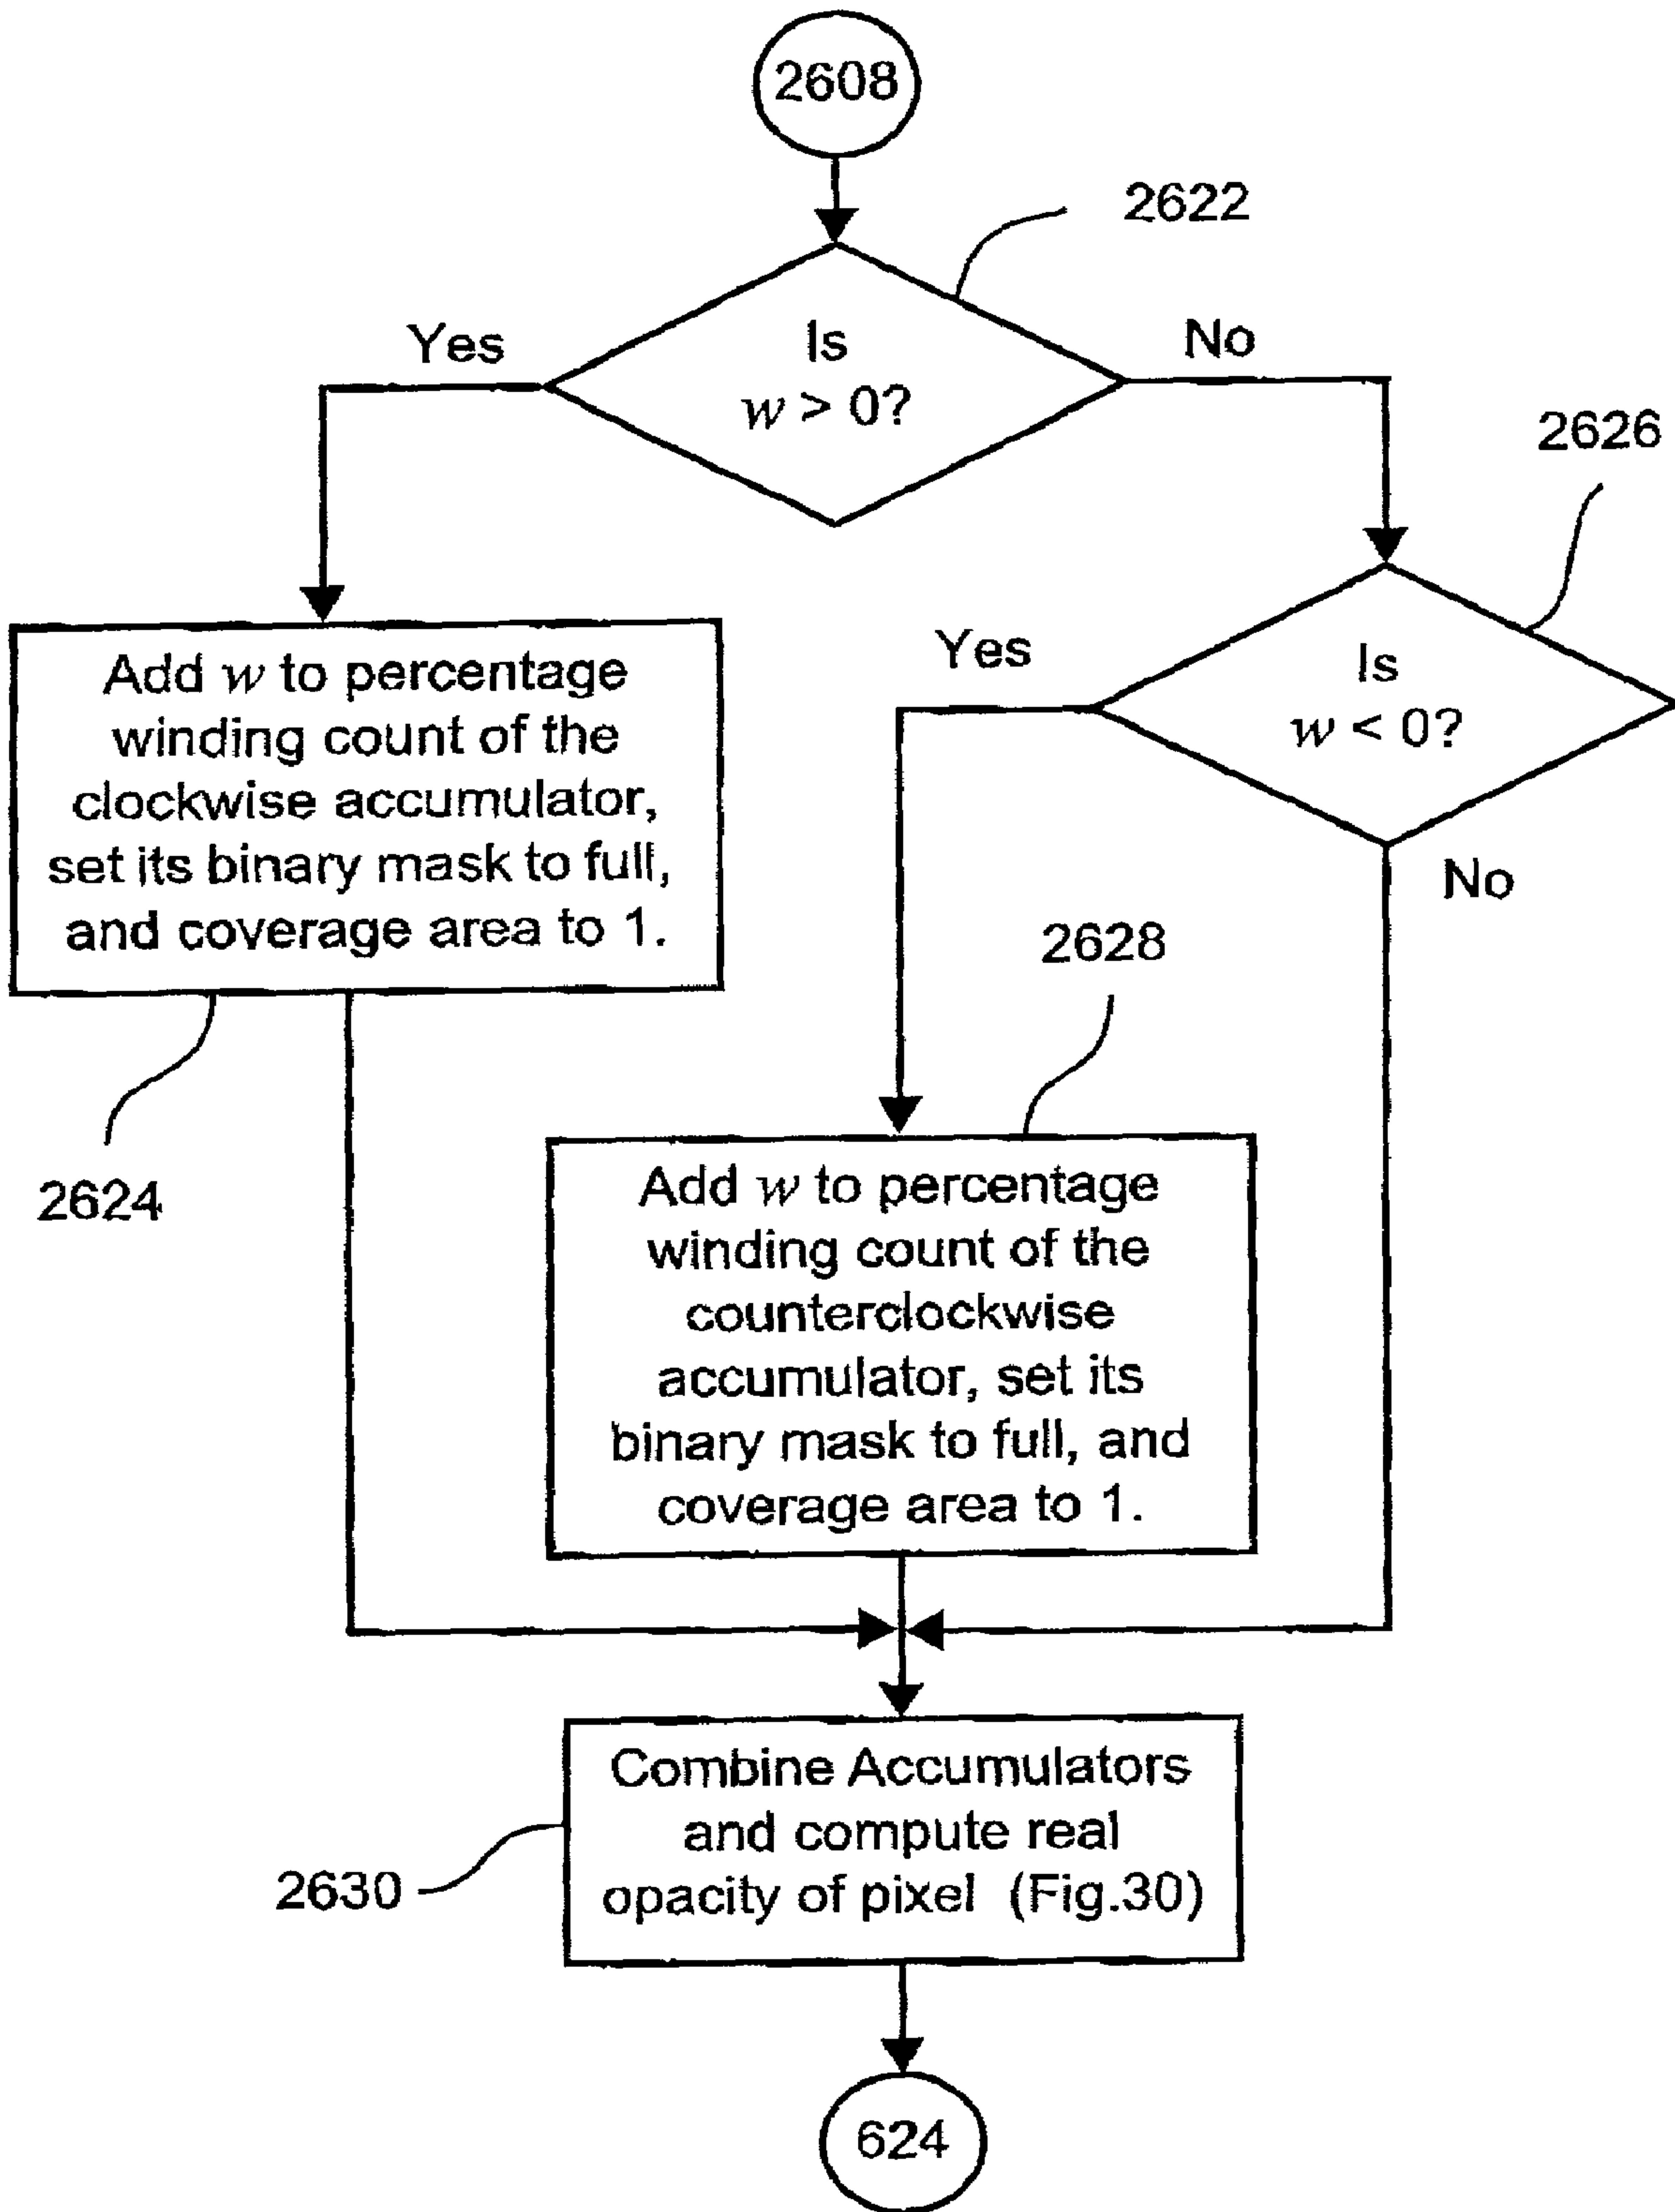 2608
2622
Is
w > 0?
Yes
No
2626
Is
w < 0?
Yes
No
Add w to percentage
winding count of the
clockwise accumulator,
set its binary mask to full,
and coverage area to 1.
2624
2628
Add w to percentage
winding count of the
counterclockwise
accumulator, set its
binary mask to full, and
coverage area to 1.
Combine Accumulators
and compute real
opacity of pixel (Fig.30)
2630
624